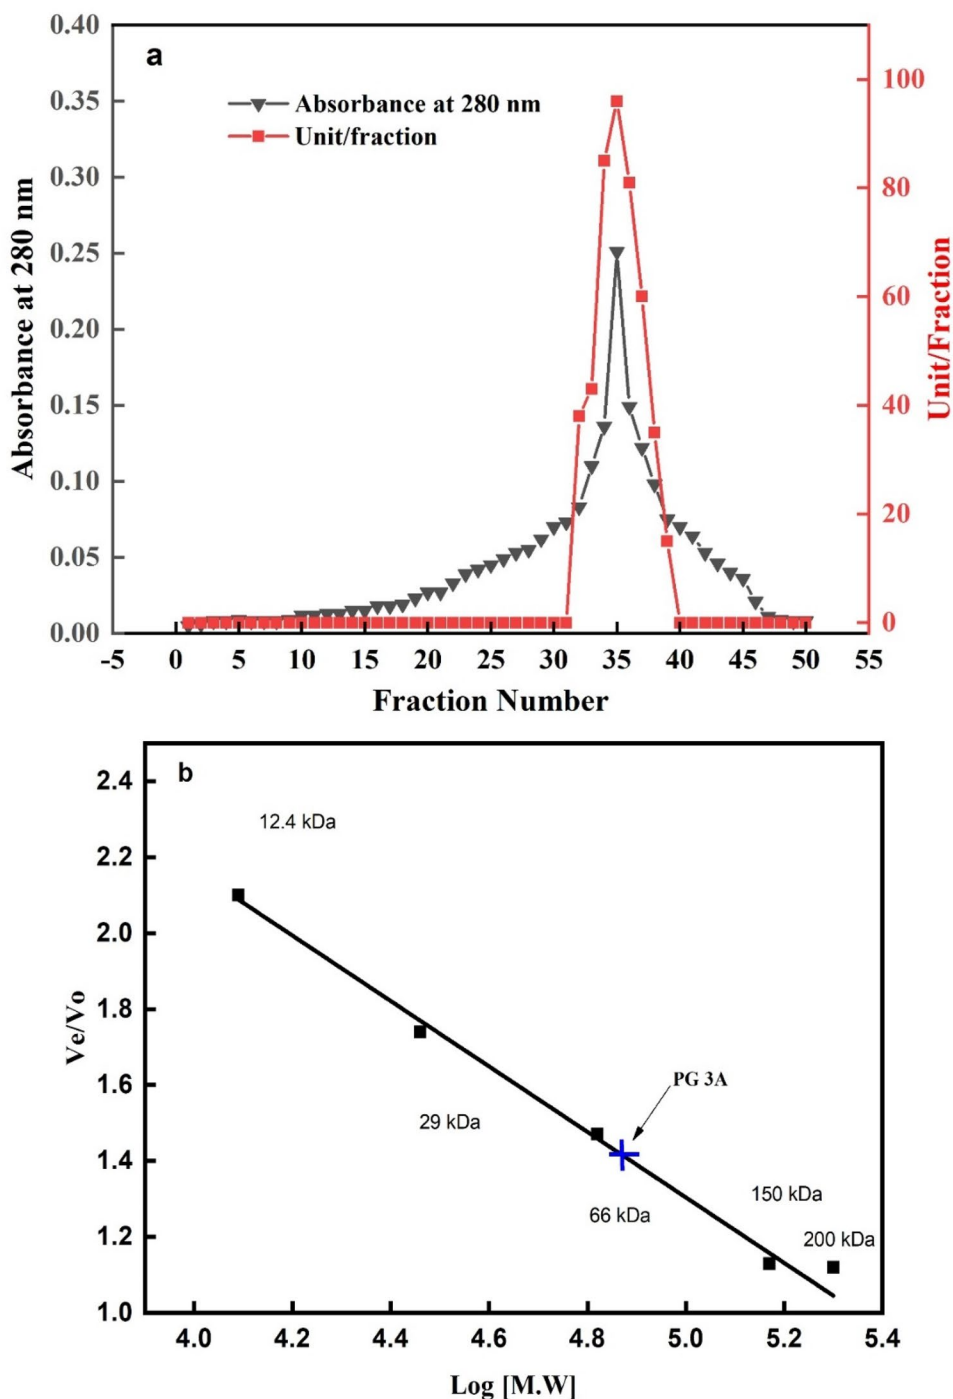 a
0.40
0.35
0.30
0.25
0.20
0.15
0.10
0.05
0.00
Absorbance at 280 nm
Absorbance at 280 nm
Unit/fraction
100
80
60
40
20
0
Unit/Fraction
-5 0 5 10 15 20 25 30 35 40 45 50 55
Fraction Number
b
2.4
2.2
2.0
1.8
1.6
1.4
1.2
1.0
Ve/Vo
12.4 kDa
PG 3A
29 kDa
150 kDa
66 kDa
200 kDa
4.0 4.2 4.4 4.6 4.8 5.0 5.2 5.4
Log [M.W]